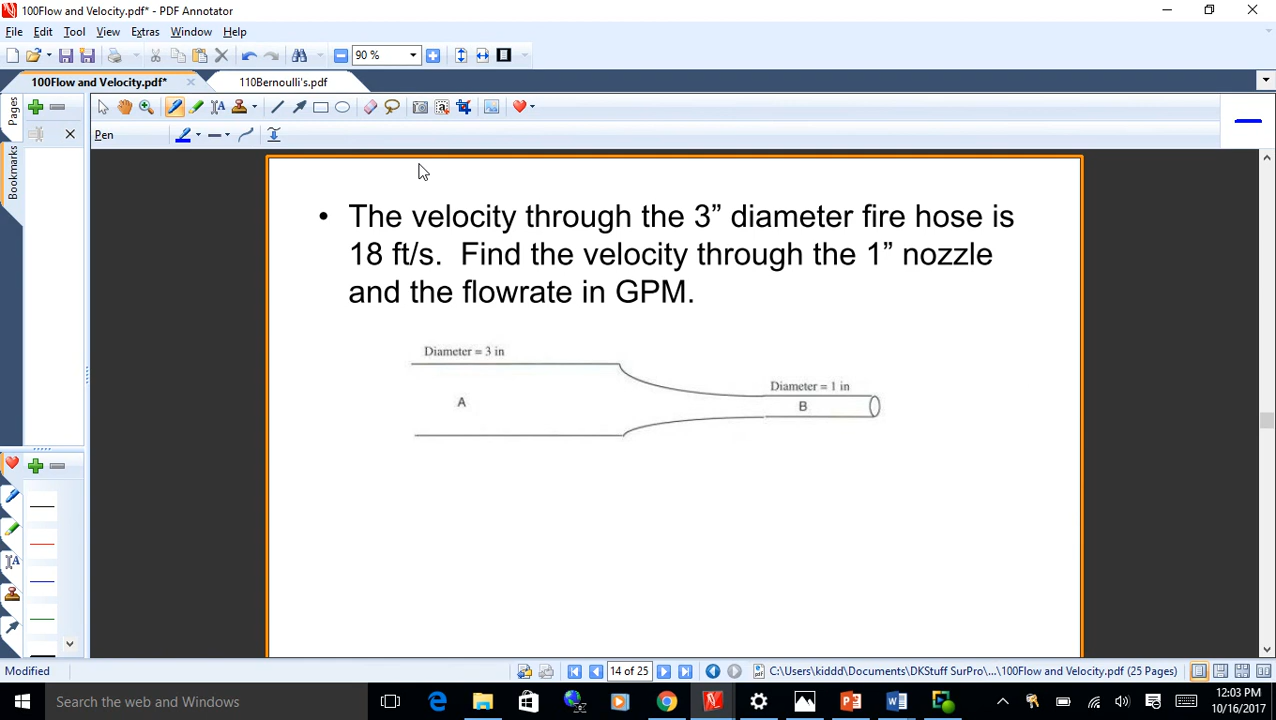 100Flow and Velocity.pdf* - PDF Annotator
File Edit Tool View Extras Window Help
90 %
100Flow and Velocity.pdf* 110Bernoulli's.pdf
Pages
Bookmarks
Pen
• The velocity through the 3” diameter fire hose is
18 ft/s. Find the velocity through the 1” nozzle
and the flowrate in GPM.
Diameter = 3 in
Diameter = 1 in
A
B
Modified
14 of 25
C:\Users\kiddd\Documents\DKStuff SurPro\...\100Flow and Velocity.pdf (25 Pages)
Search the web and Windows
12:03 PM
10/16/2017